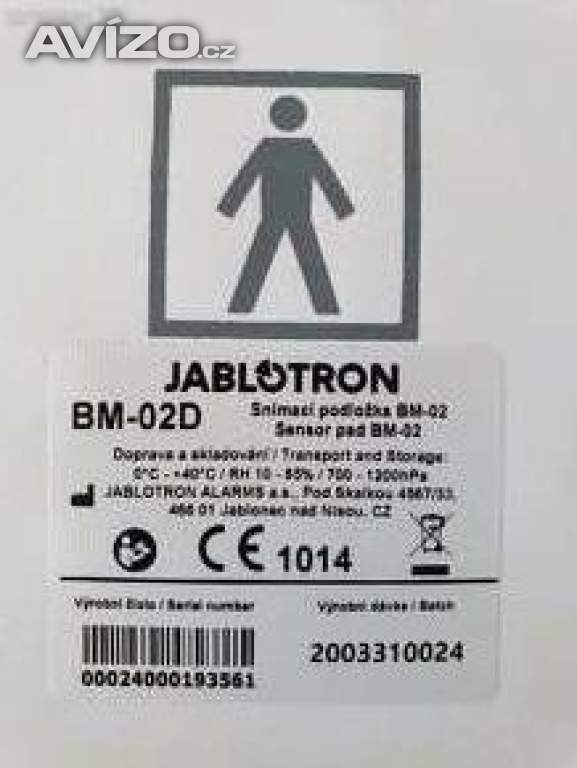 AVÍZO.cz
JABLOTRON
BM-02D
Snímací podložka BM-02
Sensor pad BM-02
Doprava a skladování / Transport and Storage:
0°C - +40°C / RH 10 - 85% / 700 - 1200hPa
JABLOTRON ALARMS a.s., Pod Skalkou 4567/33,
466 01 Jablonec nad Nisou, CZ
CE 1014
Výrobní číslo / Serial number
Výrobní dávka / Batch
2003310024
00024000193561